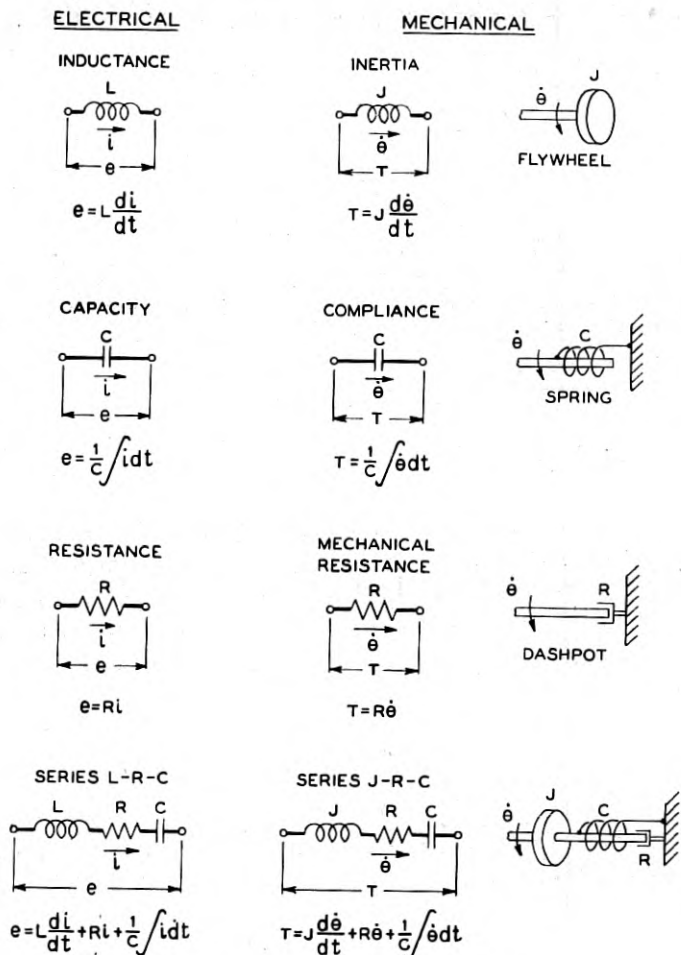 ELECTRICAL
MECHANICAL
INDUCTANCE
L
i
e
e=L di/dt
INERTIA
J
θ̇
T
T=J dθ̇/dt
J
θ̇
FLYWHEEL
CAPACITY
C
i
e
e=1/C ∫idt
COMPLIANCE
C
θ̇
T
T=1/C ∫θ̇dt
θ̇
C
SPRING
RESISTANCE
R
i
e
e=Ri
MECHANICAL
RESISTANCE
R
θ̇
T
T=Rθ̇
θ̇
R
DASHPOT
SERIES L-R-C
L R C
i
e
e=L di/dt+Ri+1/C ∫idt
SERIES J-R-C
J R C
θ̇
T
T=J dθ̇/dt+Rθ̇+1/C ∫θ̇dt
J
θ̇ C
R